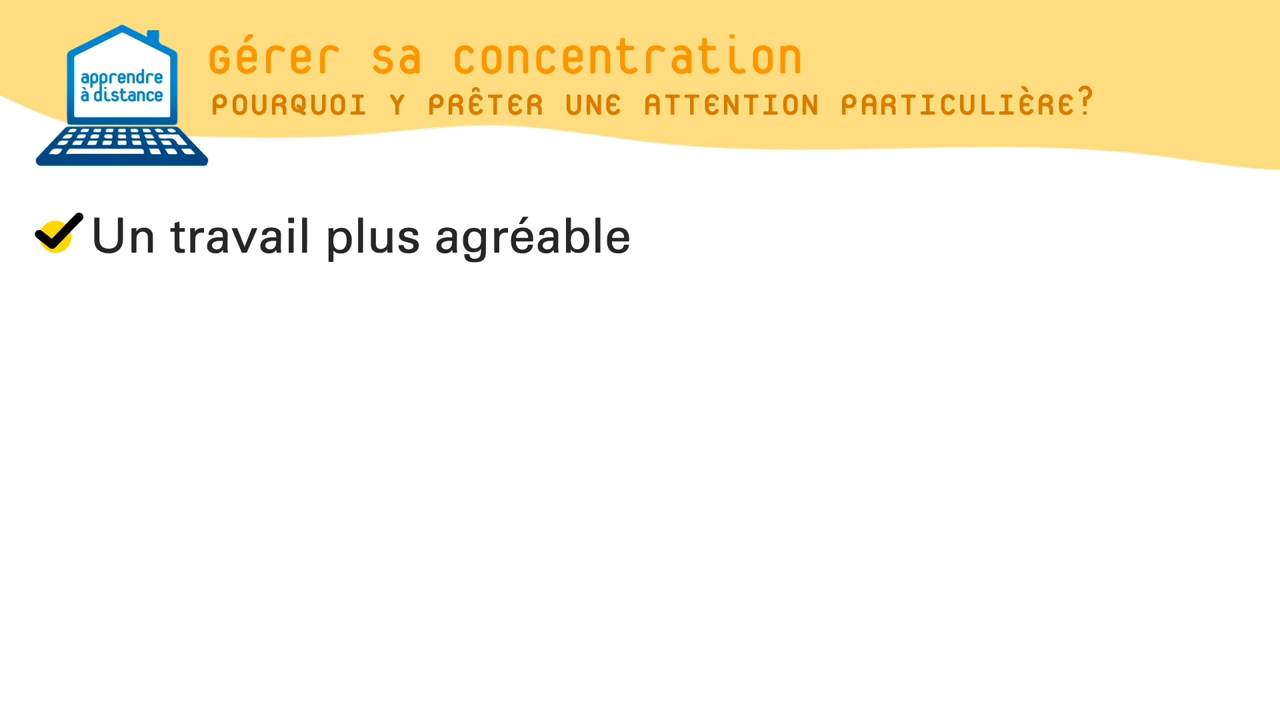 apprendre
à distance
Gérer sa concentration
POURQUOI Y PRÊTER UNE ATTENTION PARTICULIÈRE?
Un travail plus agréable